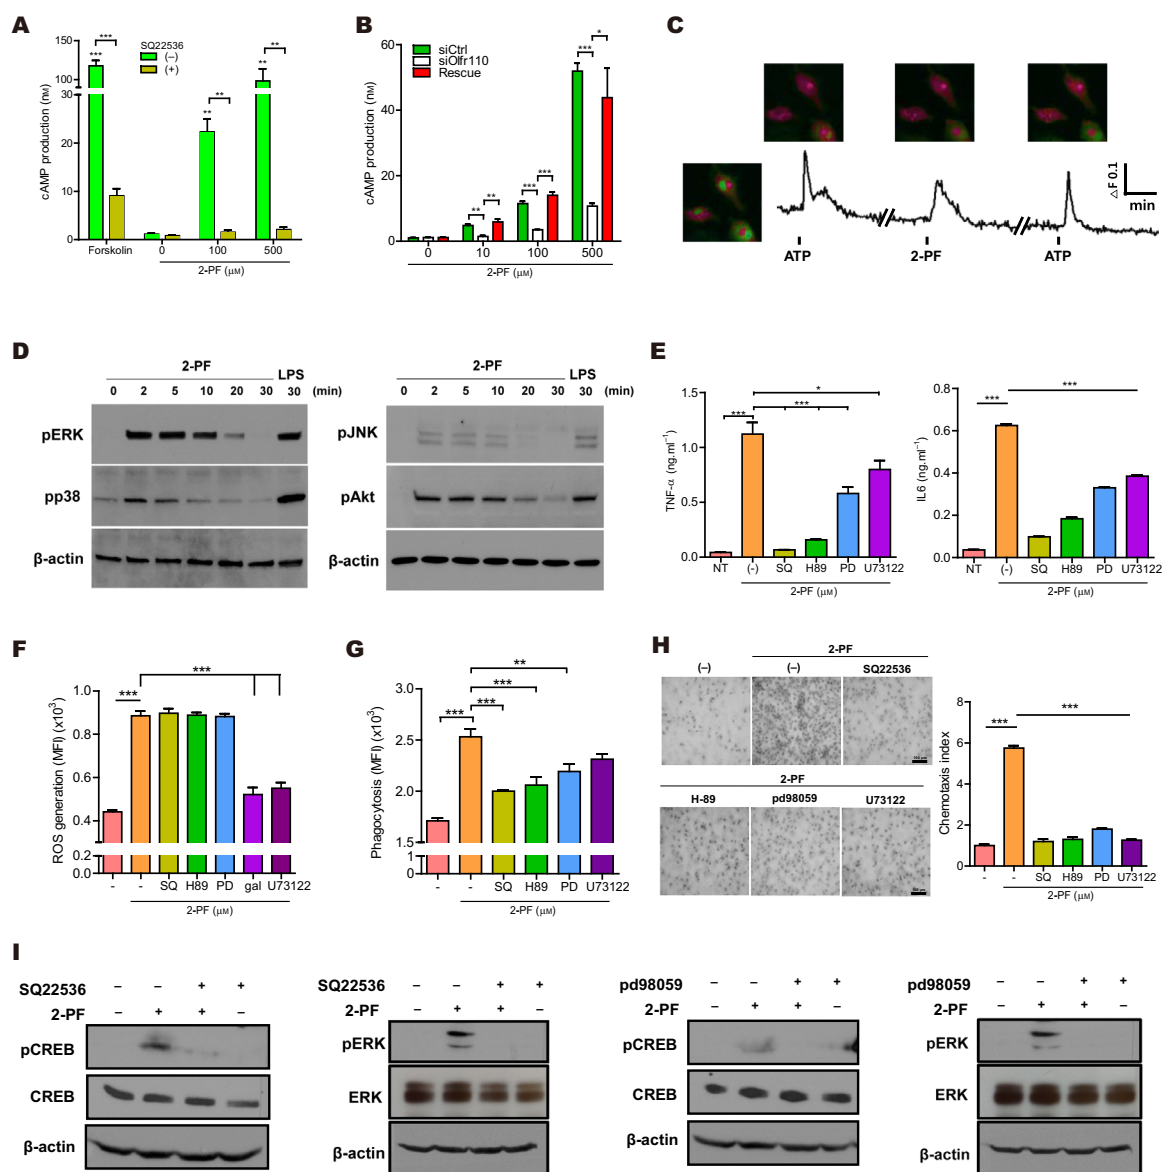 A
SQ22536
(–)
(+)
cAMP production (nM)
150
100
50
30
20
10
0
***
***
**
**
**
**
Forskolin
0
100
500
2-PF (µM)
B
siCtrl
siOlfr110
Rescue
cAMP production (nM)
60
40
20
0
**
**
***
***
***
*
0
10
100
500
2-PF (µM)
C
△F 0.1
min
ATP
2-PF
ATP
D
2-PF
LPS
0 2 5 10 20 30 30 (min)
pERK
pp38
β-actin
2-PF
LPS
0 2 5 10 20 30 30
pJNK
pAkt
β-actin
E
TNF-α (ng.ml⁻¹)
1.5
1.0
0.5
0.0
***
***
*
NT (-) SQ H89 PD U73122
2-PF (µM)
IL6 (ng.ml⁻¹)
0.8
0.6
0.4
0.2
0.0
***
***
NT (-) SQ H89 PD U73122
2-PF (µM)
F
ROS generation (MFI) (x10³)
1.0
0.8
0.6
0.4
0.2
0.0
***
***
- - SQ H89 PD gal U73122
2-PF (µM)
G
Phagocytosis (MFI) (x10³)
3.0
2.5
2.0
1.5
1
0
***
***
***
**
- - SQ H89 PD U73122
2-PF (µM)
H
2-PF
(–) (–) SQ22536
2-PF
H-89 pd98059 U73122
Chemotaxis index
8
6
4
2
0
***
***
- - SQ H89 PD U73122
2-PF (µM)
I
SQ22536 – – + +
2-PF – + + –
pCREB
CREB
β-actin
SQ22536 – – + +
2-PF – + + –
pERK
ERK
β-actin
pd98059 – – + +
2-PF – + + –
pCREB
CREB
β-actin
pd98059 – – + +
2-PF – + + –
pERK
ERK
β-actin